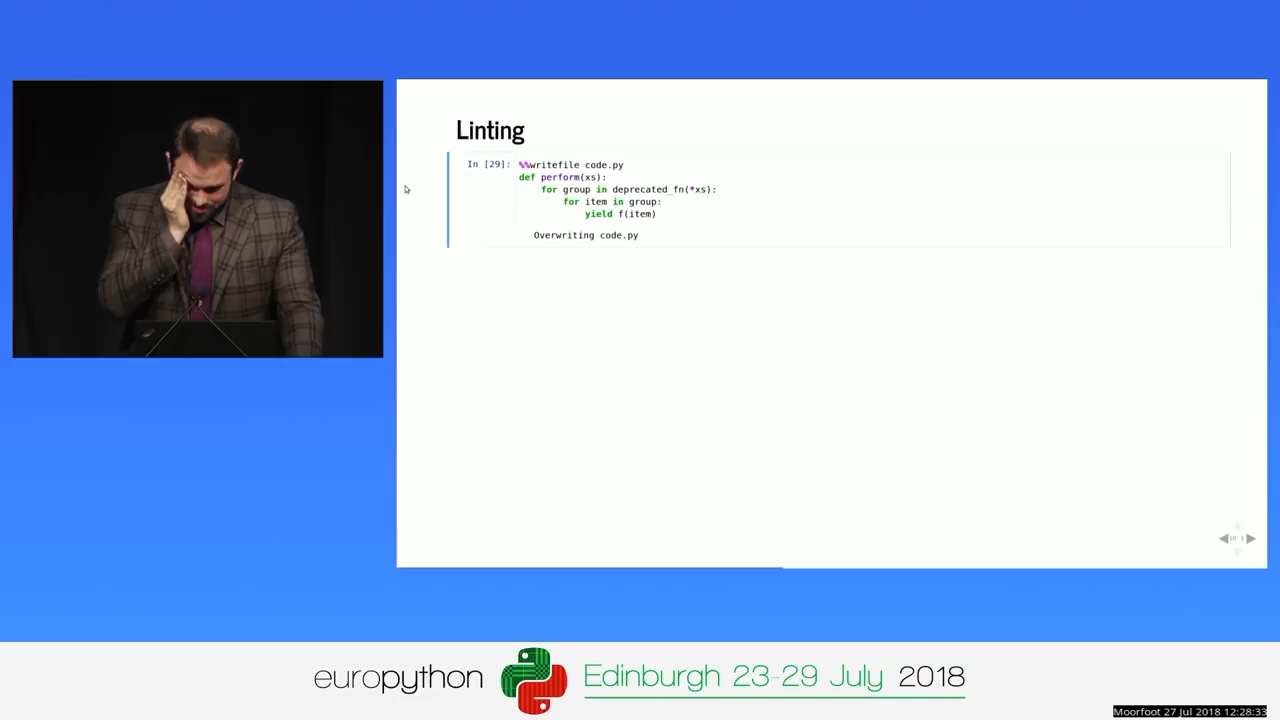 Linting
In [29]: %%writefile code.py
def perform(xs):
    for group in deprecated_fn(*xs):
        for item in group:
            yield f(item)
Overwriting code.py
europython Edinburgh 23-29 July 2018
Moorfoot 27 Jul 2018 12:28:33